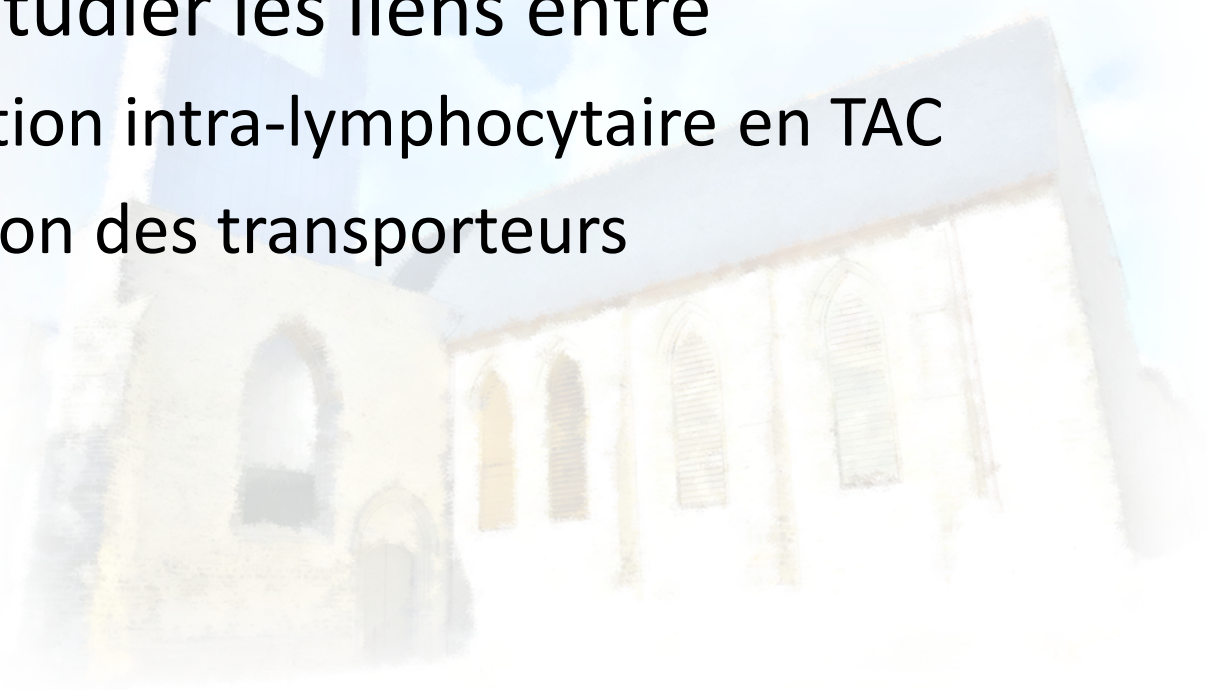 tudier les liens entre
tion intra-lymphocytaire en TAC
on des transporteurs